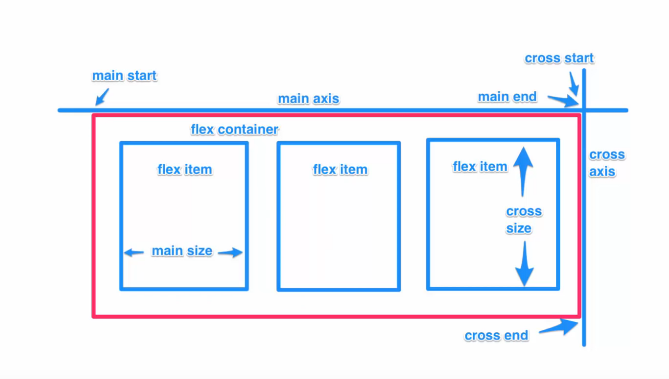 cross start
main start
main axis
main end
flex container
cross
axis
flex item
flex item
flex item
cross
size
main size
cross end